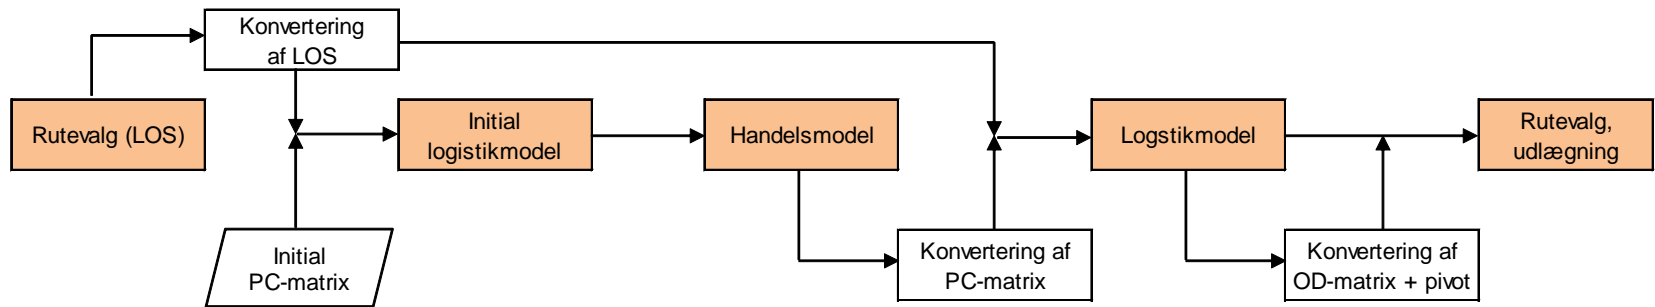 Konvertering
af LOS
Rutevalg (LOS)
Initial
logistikmodel
Handelsmodel
Logstikmodel
Rutevalg,
udlægning
Initial
PC-matrix
Konvertering af
PC-matrix
Konvertering af
OD-matrix + pivot